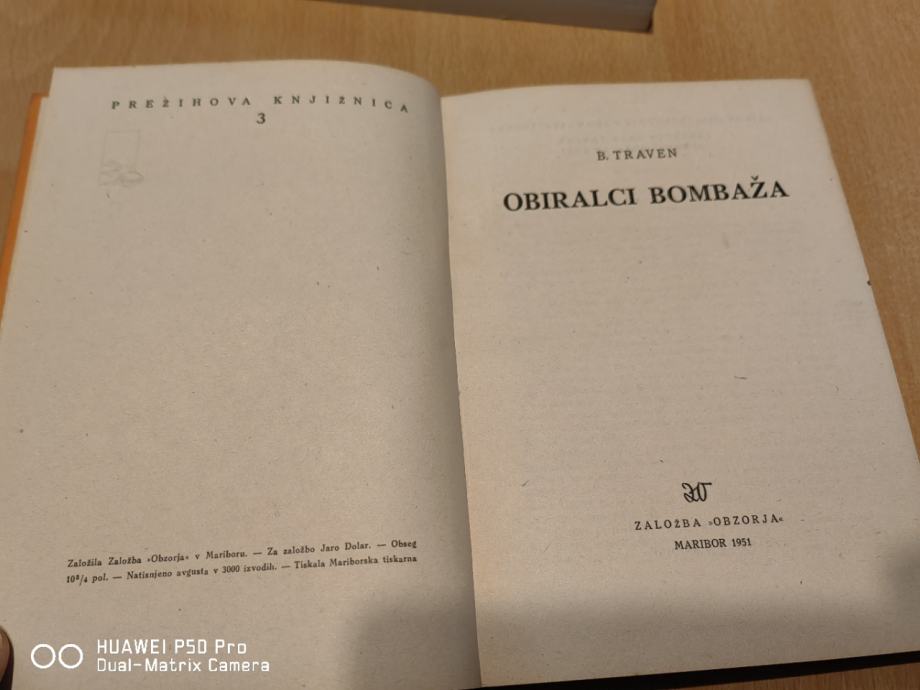 PREŽIHOVA KNJIŽNICA
3
Založila Založba »Obzorja« v Mariboru. — Za založbo Jaro Dolar. — Obseg
10³/₄ pol. — Natisnjeno avgusta v 3000 izvodih. — Tiskala Mariborska tiskarna
B. TRAVEN
OBIRALCI BOMBAŽA
ZALOŽBA »OBZORJA«
MARIBOR 1951
HUAWEI P50 Pro
Dual-Matrix Camera